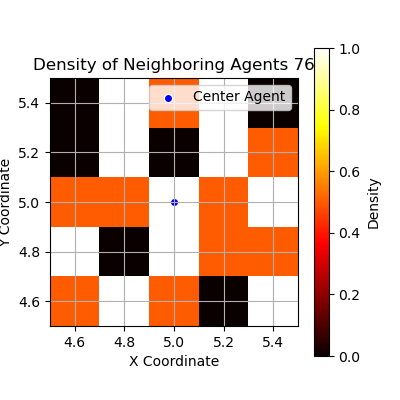 Density of Neighboring Agents 76
Center Agent
5.4
5.2
5.0
4.8
4.6
4.6 4.8 5.0 5.2 5.4
X Coordinate
Y Coordinate
1.0
0.8
0.6
0.4
0.2
0.0
Density